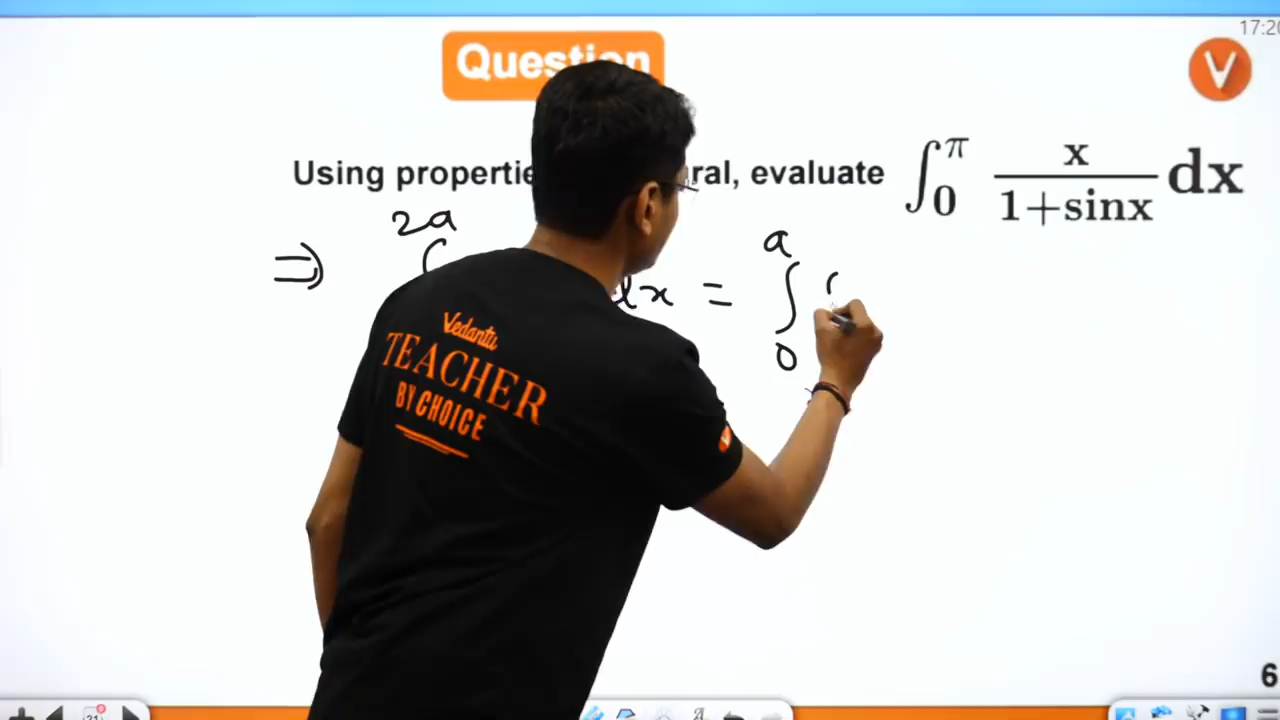 17:20
Question
Using propertie ral, evaluate ∫₀^π x/(1+sinx) dx
⇒ ∫^2a dx = ∫₀^a
Vedantu
TEACHER
BY CHOICE
6
21